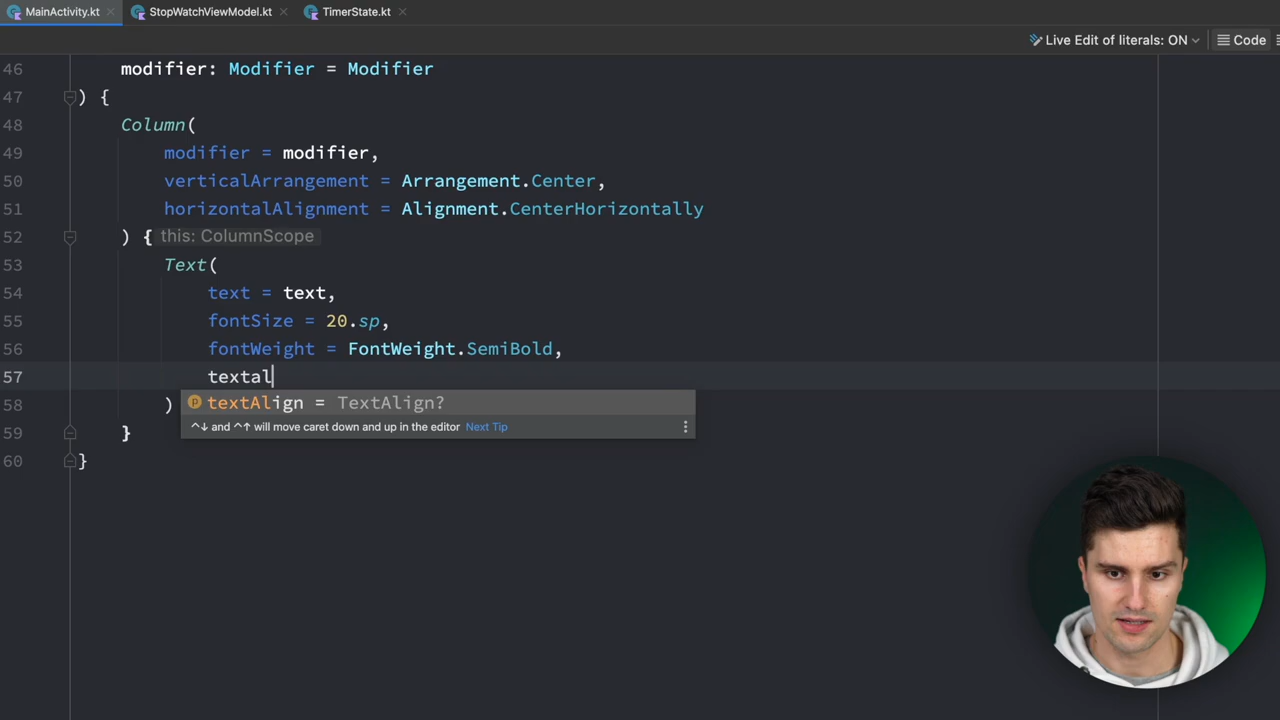 MainActivity.kt StopWatchViewModel.kt TimerState.kt
Live Edit of literals: ON Code
46 modifier: Modifier = Modifier
47 ) {
48 Column(
49 modifier = modifier,
50 verticalArrangement = Arrangement.Center,
51 horizontalAlignment = Alignment.CenterHorizontally
52 ) { this: ColumnScope
53 Text(
54 text = text,
55 fontSize = 20.sp,
56 fontWeight = FontWeight.SemiBold,
57 textal
58 ) textAlign = TextAlign?
^↓ and ^↑ will move caret down and up in the editor Next Tip
59 }
60 }